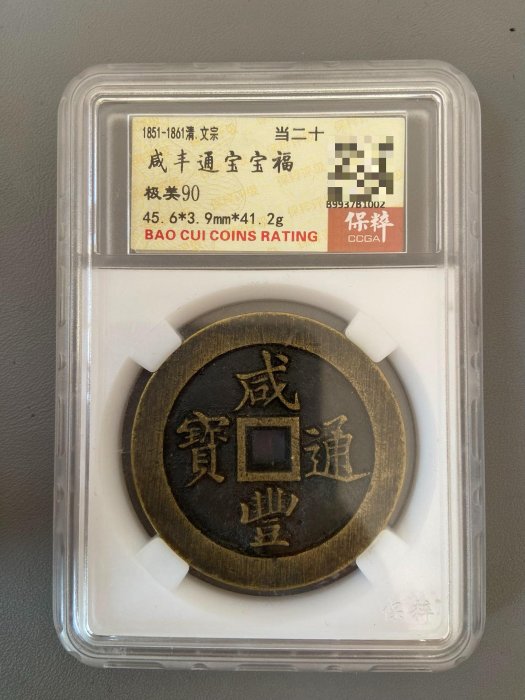 1851-1861清.文宗 当二十
咸丰通宝宝福
极美90
45.6*3.9mm*41.2g
BAO CUI COINS RATING
8993781002
保粹
CCGA
咸
寶 通
豐
保粹